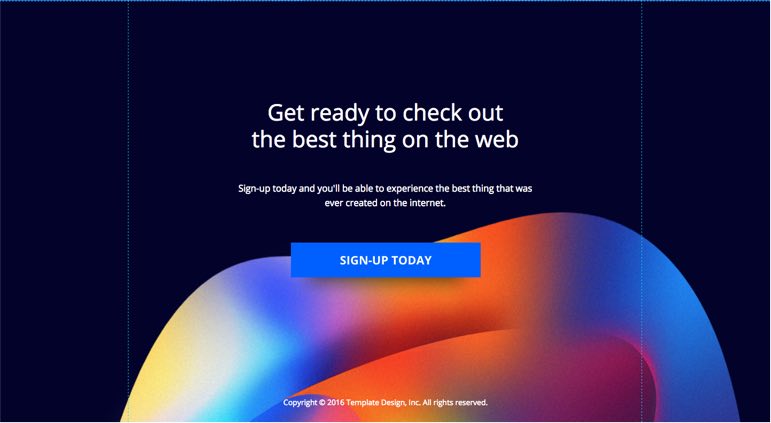 Get ready to check out
the best thing on the web
Sign-up today and you'll be able to experience the best thing that was
ever created on the internet.
SIGN-UP TODAY
Copyright © 2016 Template Design, Inc. All rights reserved.